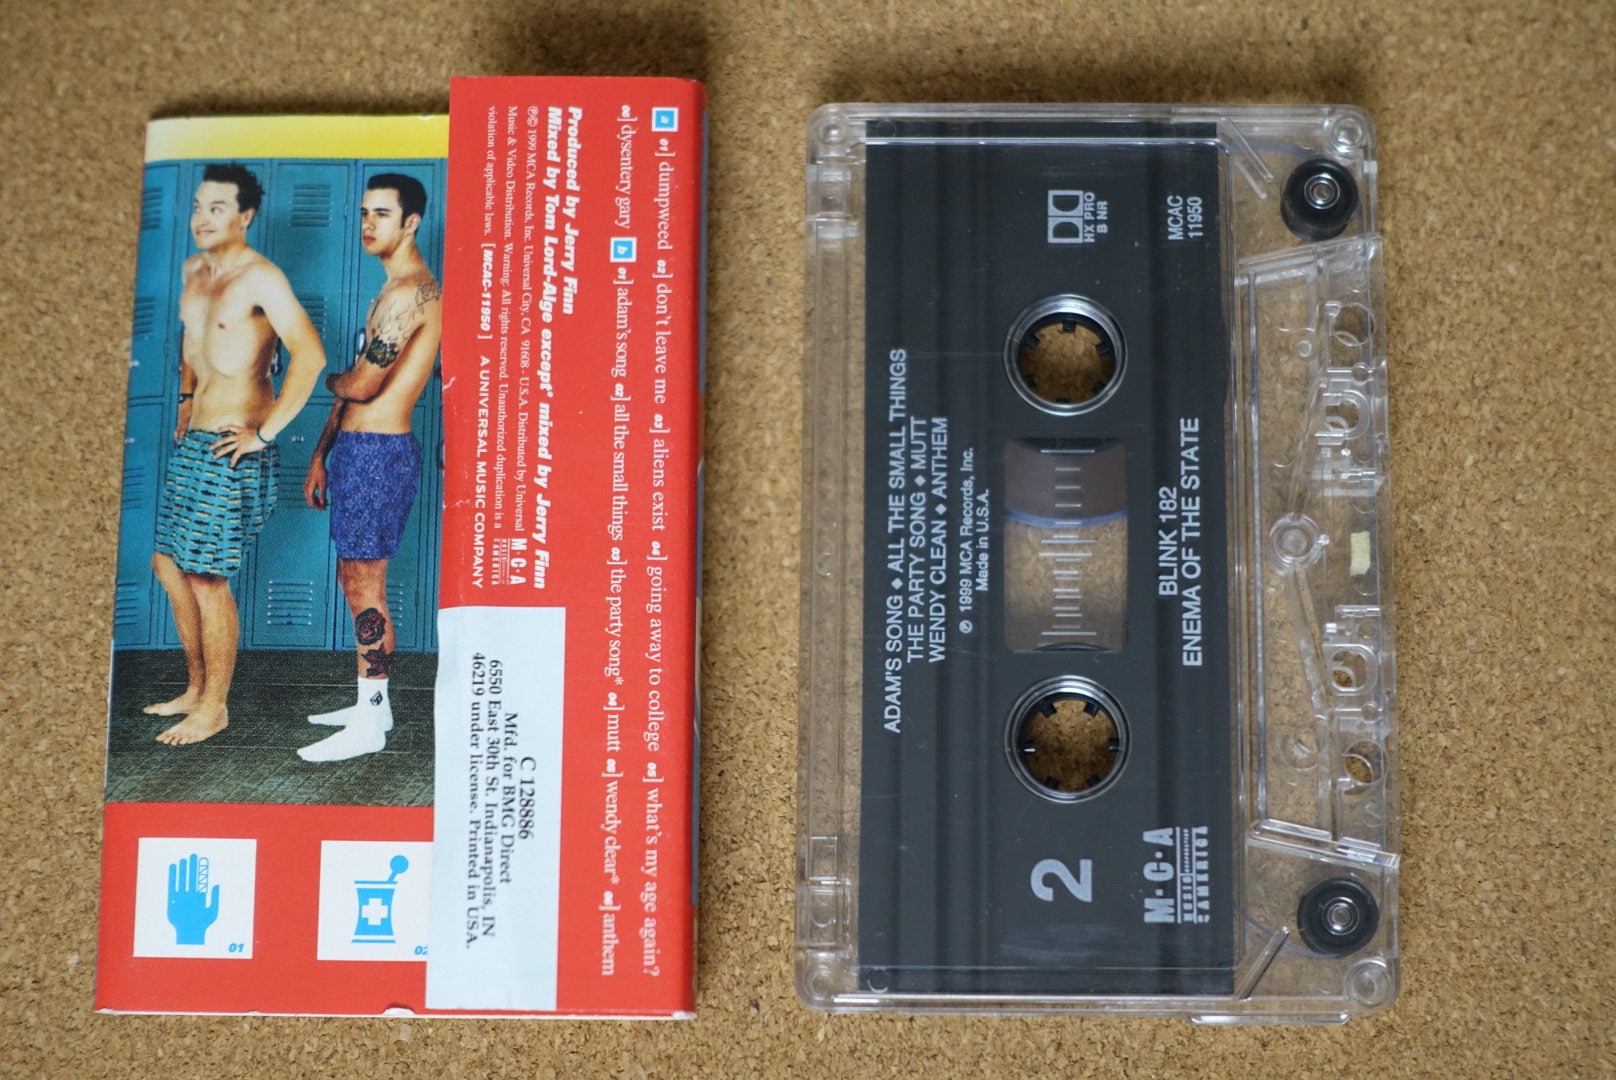 a 01] dumpweed 02] don't leave me 03] aliens exist 04] going away to college 05] what's my age again?
06] dysentery gary b 01] adam's song 02] all the small things 03] the party song* 04] mutt 05] wendy clear* 06] anthem
Produced by Jerry Finn
Mixed by Tom Lord-Alge except* mixed by Jerry Finn
℗© 1999 MCA Records, Inc. Universal City, CA 91608 - U.S.A. Distributed by Universal
Music & Video Distribution. Warning: All rights reserved. Unauthorized duplication is a
violation of applicable laws. [MCAC-11950] A UNIVERSAL MUSIC COMPANY
M·C·A
C 128886
Mfd. for BMG Direct
6550 East 30th St. Indianapolis, IN
46219 under license. Printed in USA.
01
02
ADAM'S SONG ◆ ALL THE SMALL THINGS
THE PARTY SONG ◆ MUTT
WENDY CLEAN ◆ ANTHEM
℗ 1999 MCA Records, Inc.
Made in U.S.A.
HX PRO
B NR
2
BLINK 182
ENEMA OF THE STATE
MCAC
11950
M·C·A